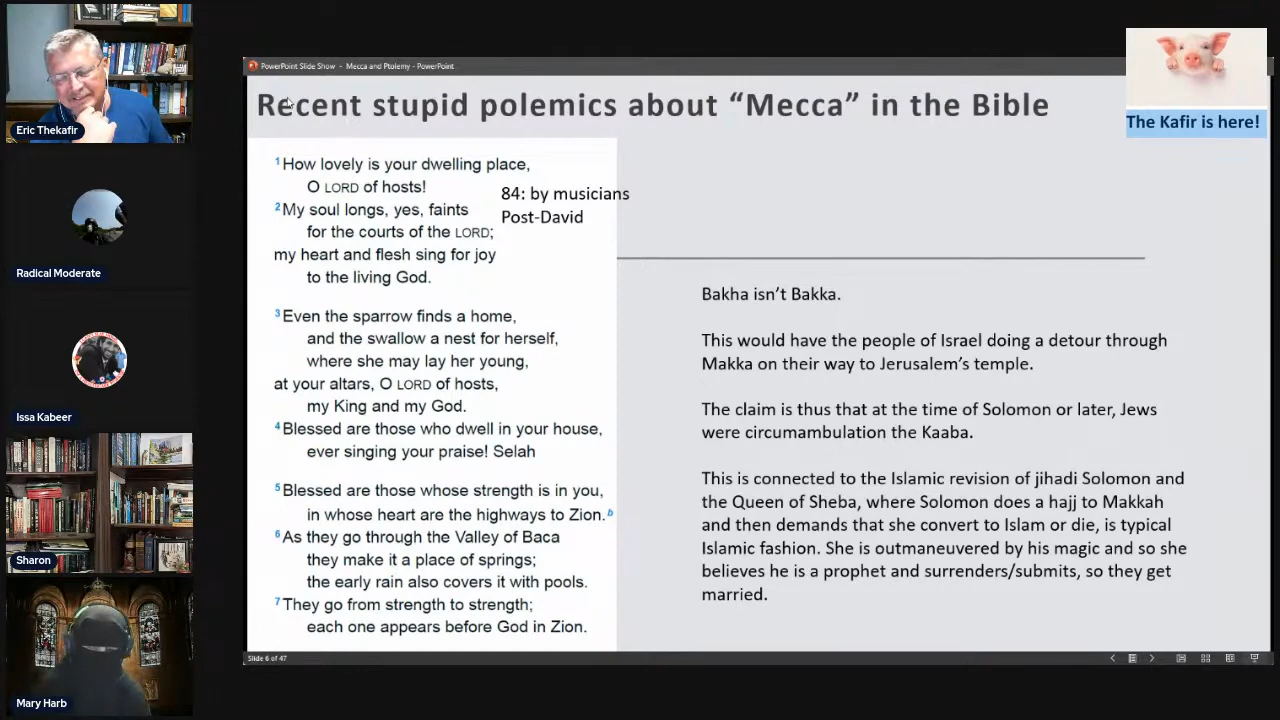 PowerPoint Slide Show - Mecca and Ptolemy - PowerPoint
Recent stupid polemics about “Mecca” in the Bible
The Kafir is here!
1 How lovely is your dwelling place,
O LORD of hosts!
2 My soul longs, yes, faints
for the courts of the LORD;
my heart and flesh sing for joy
to the living God.
84: by musicians
Post-David
3 Even the sparrow finds a home,
and the swallow a nest for herself,
where she may lay her young,
at your altars, O LORD of hosts,
my King and my God.
4 Blessed are those who dwell in your house,
ever singing your praise! Selah
5 Blessed are those whose strength is in you,
in whose heart are the highways to Zion. b
6 As they go through the Valley of Baca
they make it a place of springs;
the early rain also covers it with pools.
7 They go from strength to strength;
each one appears before God in Zion.
Bakha isn’t Bakka.
This would have the people of Israel doing a detour through
Makka on their way to Jerusalem’s temple.
The claim is thus that at the time of Solomon or later, Jews
were circumambulation the Kaaba.
This is connected to the Islamic revision of jihadi Solomon and
the Queen of Sheba, where Solomon does a hajj to Makkah
and then demands that she convert to Islam or die, is typical
Islamic fashion. She is outmaneuvered by his magic and so she
believes he is a prophet and surrenders/submits, so they get
married.
Slide 6 of 47
Eric Thekafir
Radical Moderate
Issa Kabeer
Sharon
Mary Harb